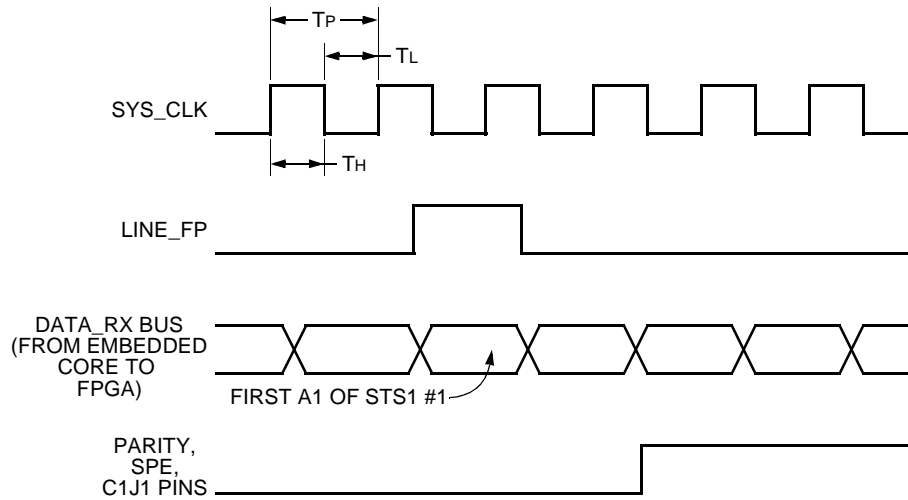 TP
TL
SYS_CLK
TH
LINE_FP
DATA_RX BUS
(FROM EMBEDDED
CORE TO
FPGA)
FIRST A1 OF STS1 #1
PARITY,
SPE,
C1J1 PINS